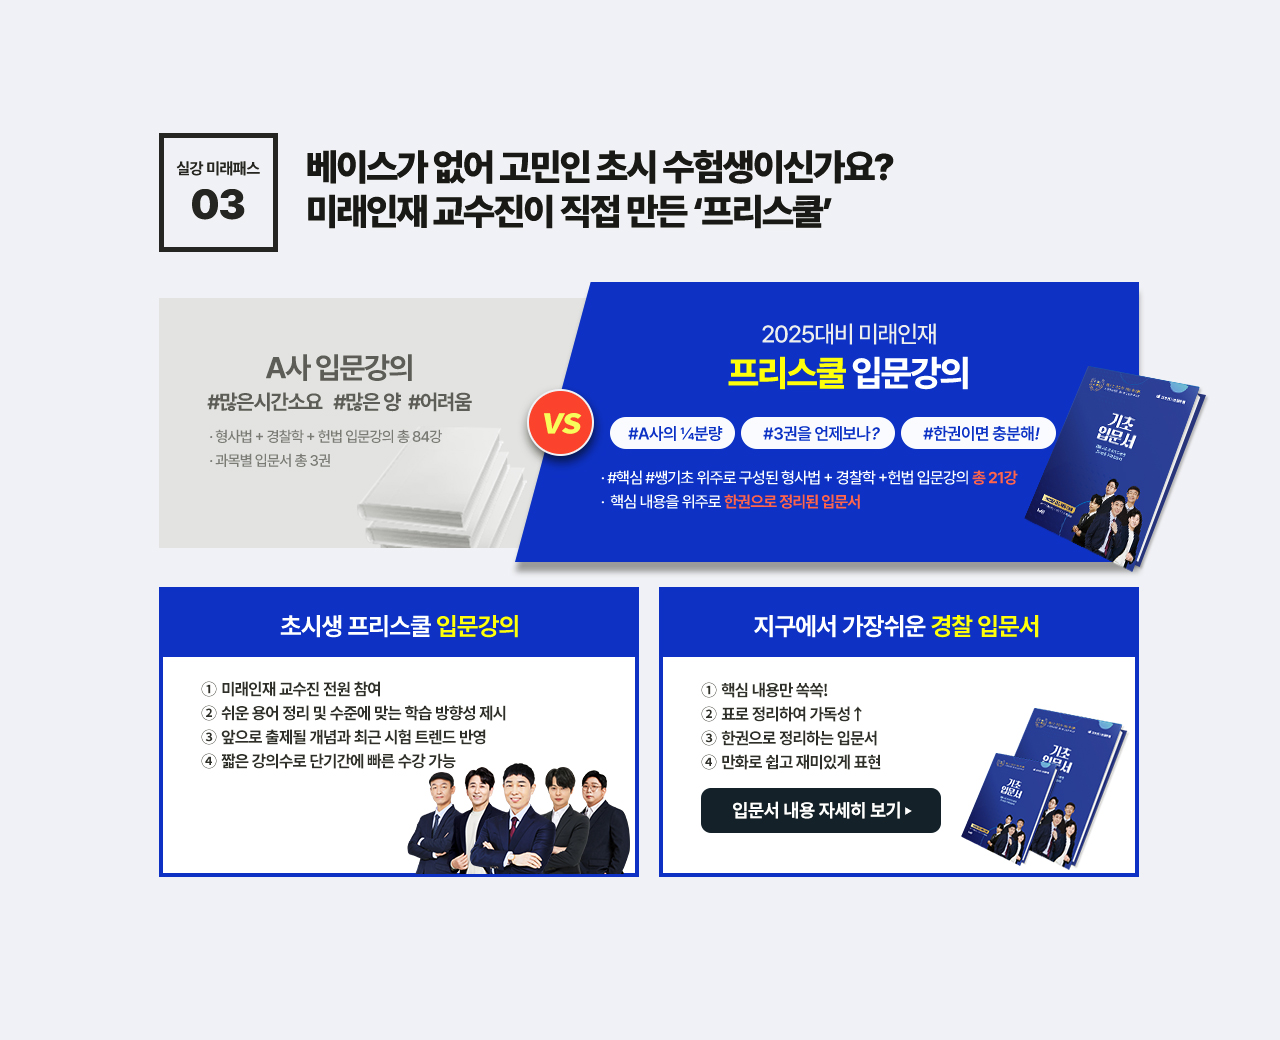 실강 미래패스
03
베이스가 없어 고민인 초시 수험생이신가요?
미래인재 교수진이 직접 만든 ‘프리스쿨’
A사 입문강의
#많은시간소요 #많은 양 #어려움
· 형사법 + 경찰학 + 헌법 입문강의 총 84강
· 과목별 입문서 총 3권
VS
2025대비 미래인재
프리스쿨 입문강의
#A사의 ¼분량 #3권을 언제보나? #한권이면 충분해!
· #핵심 #쌩기초 위주로 구성된 형사법 + 경찰학 +헌법 입문강의 총 21강
· 핵심 내용을 위주로 한권으로 정리된 입문서
기초
입문서
초시생 프리스쿨 입문강의
① 미래인재 교수진 전원 참여
② 쉬운 용어 정리 및 수준에 맞는 학습 방향성 제시
③ 앞으로 출제될 개념과 최근 시험 트렌드 반영
④ 짧은 강의수로 단기간에 빠른 수강 가능
지구에서 가장쉬운 경찰 입문서
① 핵심 내용만 쏙쏙!
② 표로 정리하여 가독성↑
③ 한권으로 정리하는 입문서
④ 만화로 쉽고 재미있게 표현
입문서 내용 자세히 보기 ▸
기초
입문서
기초
입문서